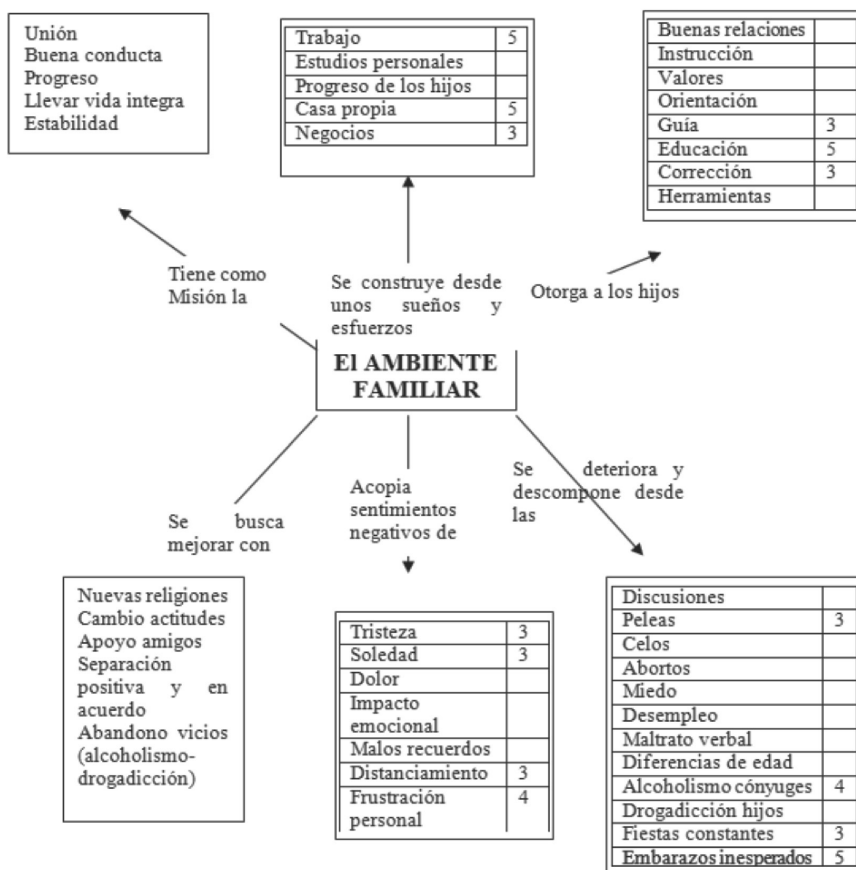 Unión
Buena conducta
Progreso
Llevar vida integra
Estabilidad
Trabajo 5
Estudios personales
Progreso de los hijos
Casa propia 5
Negocios 3
Buenas relaciones
Instrucción
Valores
Orientación
Guía 3
Educación 5
Corrección 3
Herramientas
Tiene como
Misión la
Se construye desde
unos sueños y
esfuerzos
Otorga a los hijos
El AMBIENTE
FAMILIAR
Se busca
mejorar con
Acopia
sentimientos
negativos de
Se deteriora y
descompone desde
las
Nuevas religiones
Cambio actitudes
Apoyo amigos
Separación
positiva y en
acuerdo
Abandono vicios
(alcoholismo-
drogadicción)
Tristeza 3
Soledad 3
Dolor
Impacto
emocional
Malos recuerdos
Distanciamiento 3
Frustración 4
personal
Discusiones
Peleas 3
Celos
Abortos
Miedo
Desempleo
Maltrato verbal
Diferencias de edad
Alcoholismo cónyuges 4
Drogadicción hijos
Fiestas constantes 3
Embarazos inesperados 5